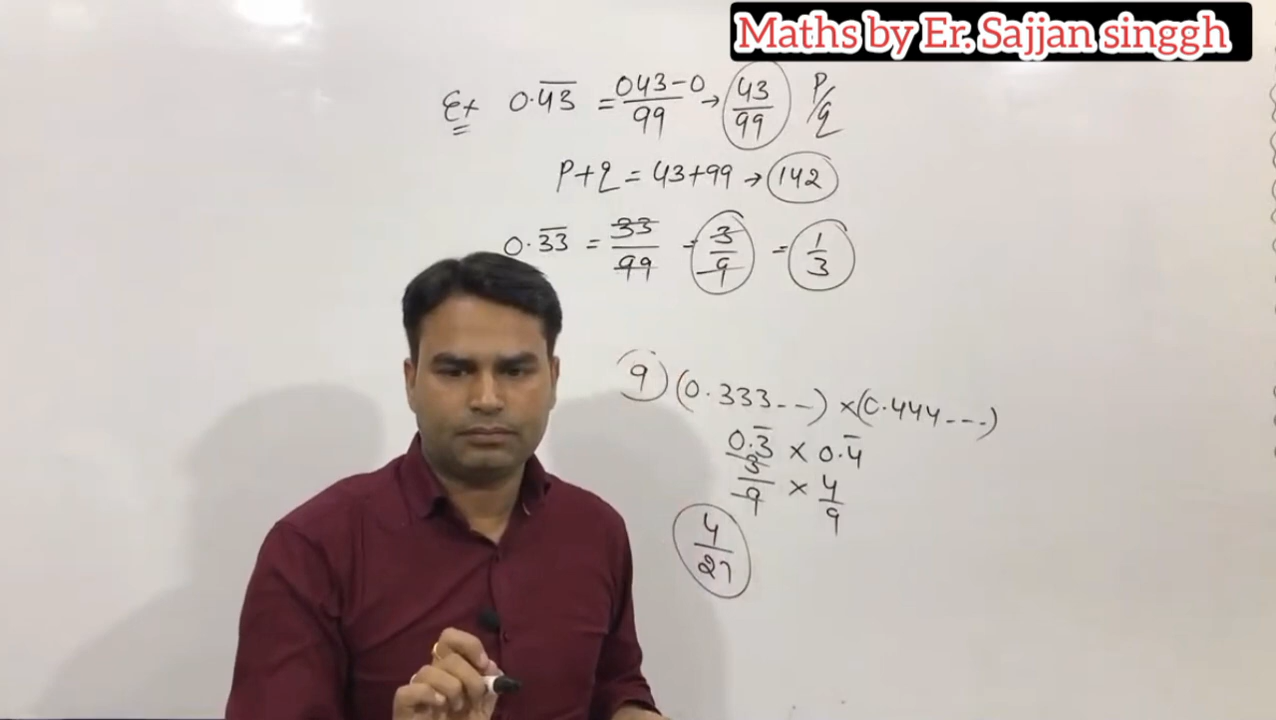 Maths by Er. Sajjan singgh
Ex 0.4̅3̅ = 043-0/99 → 43/99 P/q
P+q = 43+99 → 142
0.3̅3̅ = 33/99 = 3/9 = 1/3
9) (0.333---) ×(0.444---)
0.3̅ × 0.4̅
3/9 × 4/9
4/27